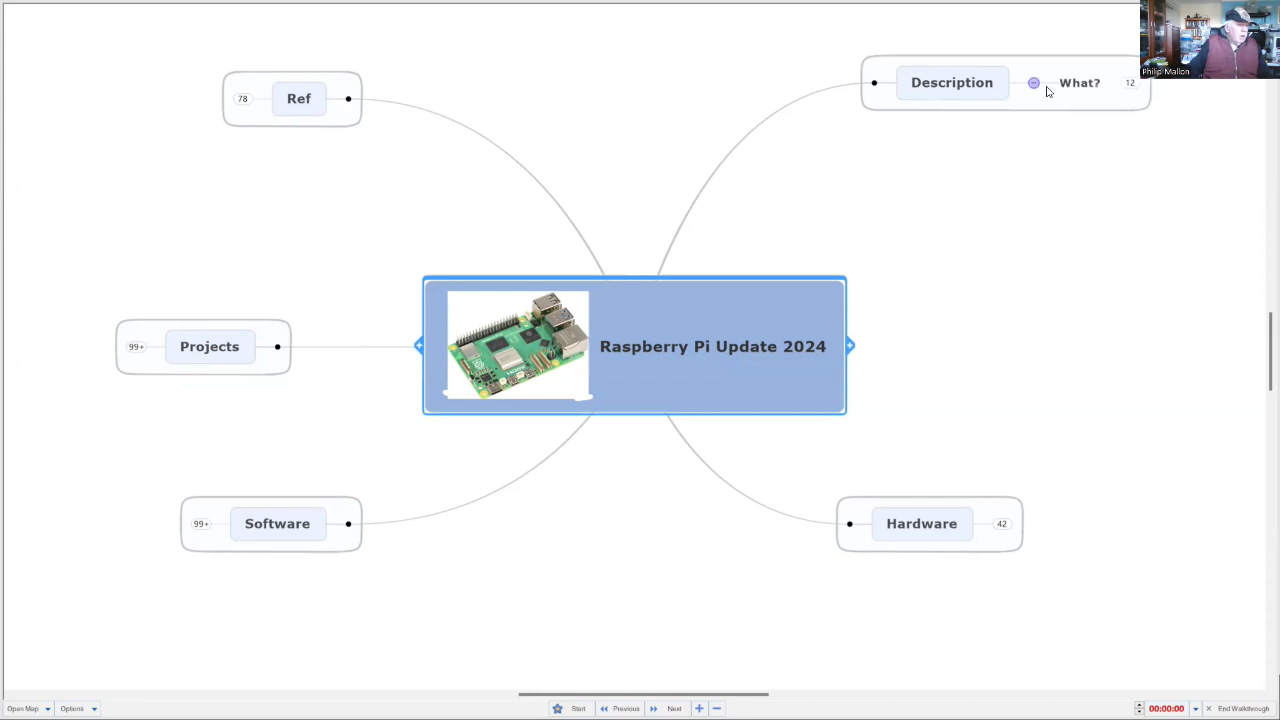 Philip Mallon
78 Ref
Description What? 12
99+ Projects
Raspberry Pi Update 2024
99+ Software
Hardware 42
Open Map Options Start Previous Next 00:00:00 End Walkthrough